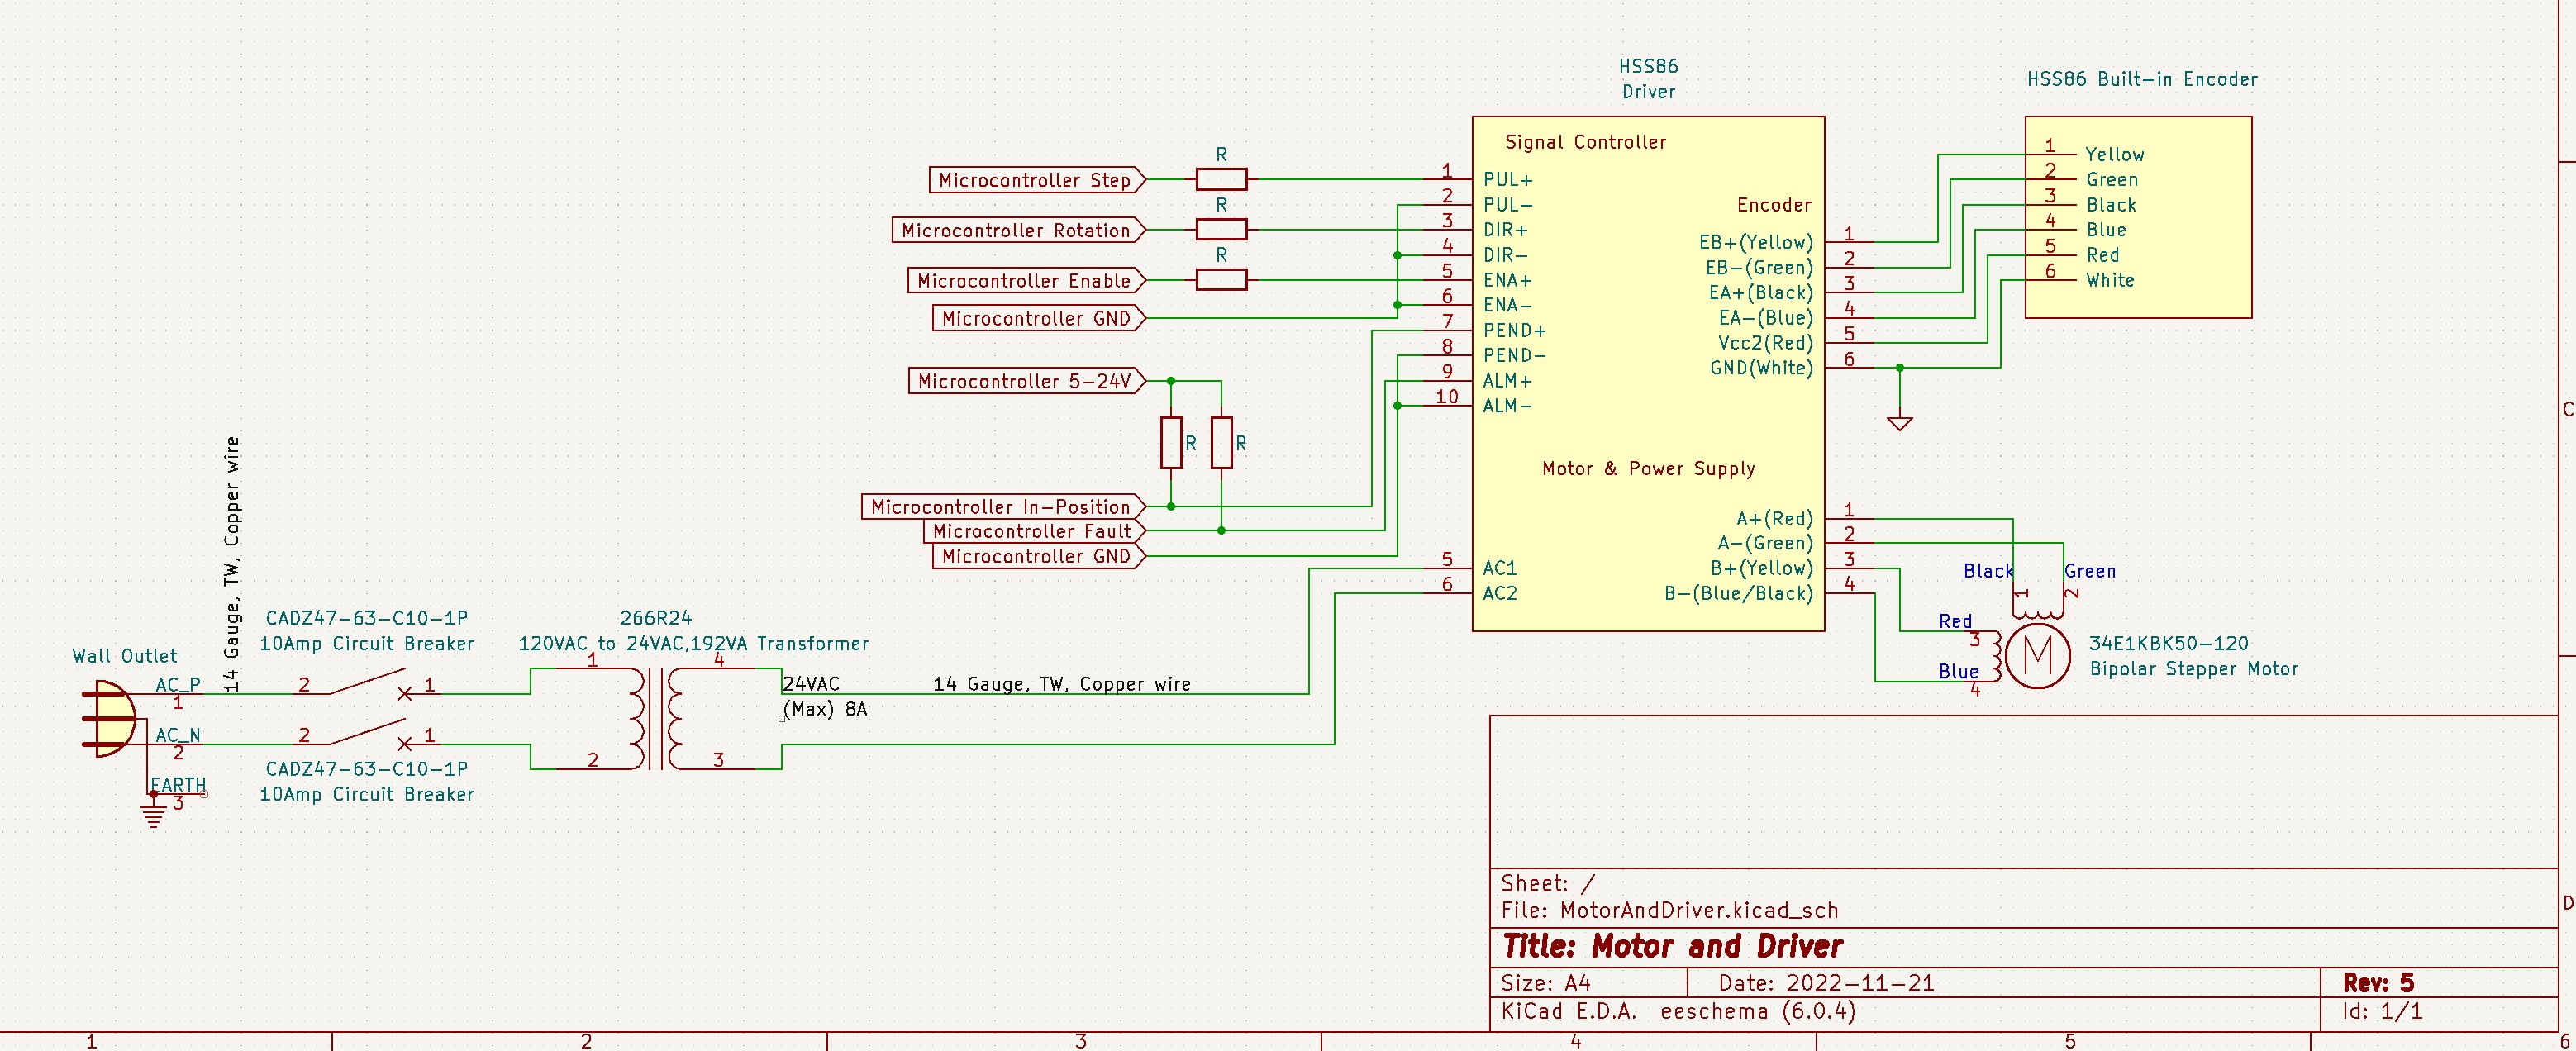 HSS86
Driver
HSS86 Built-in Encoder
Signal Controller
Microcontroller Step
R
1
PUL+
2
PUL-
Microcontroller Rotation
R
3
DIR+
4
DIR-
Microcontroller Enable
R
5
ENA+
6
ENA-
Microcontroller GND
7
PEND+
8
PEND-
Microcontroller 5-24V
9
ALM+
10
ALM-
R
R
Microcontroller In-Position
Microcontroller Fault
Microcontroller GND
5
AC1
6
AC2
Encoder
EB+(Yellow)
1
EB-(Green)
2
EA+(Black)
3
EA-(Blue)
4
Vcc2(Red)
5
GND(White)
6
1
Yellow
2
Green
3
Black
4
Blue
5
Red
6
White
Motor & Power Supply
A+(Red)
1
A-(Green)
2
B+(Yellow)
3
B-(Blue/Black)
4
Black
Green
1
2
Red
3
Blue
4
M
34E1KBK50-120
Bipolar Stepper Motor
14 Gauge, TW, Copper wire
Wall Outlet
AC_P
1
AC_N
2
EARTH
3
CADZ47-63-C10-1P
10Amp Circuit Breaker
2
1
2
1
CADZ47-63-C10-1P
10Amp Circuit Breaker
266R24
120VAC to 24VAC,192VA Transformer
1
4
2
3
24VAC
(Max) 8A
14 Gauge, TW, Copper wire
Sheet: /
File: MotorAndDriver.kicad_sch
Title: Motor and Driver
Size: A4
Date: 2022-11-21
Rev: 5
KiCad E.D.A. eeschema (6.0.4)
Id: 1/1
C
D
1
2
3
4
5
6